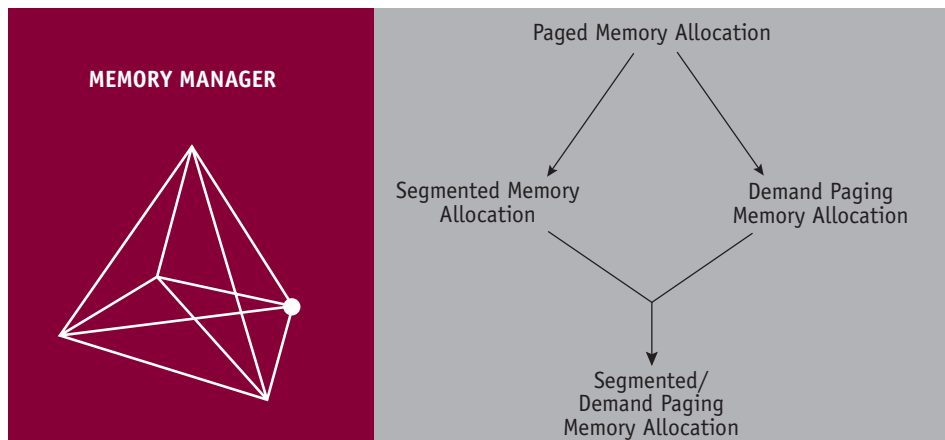 MEMORY MANAGER
Paged Memory Allocation
Segmented Memory
Allocation
Demand Paging
Memory Allocation
Segmented/
Demand Paging
Memory Allocation